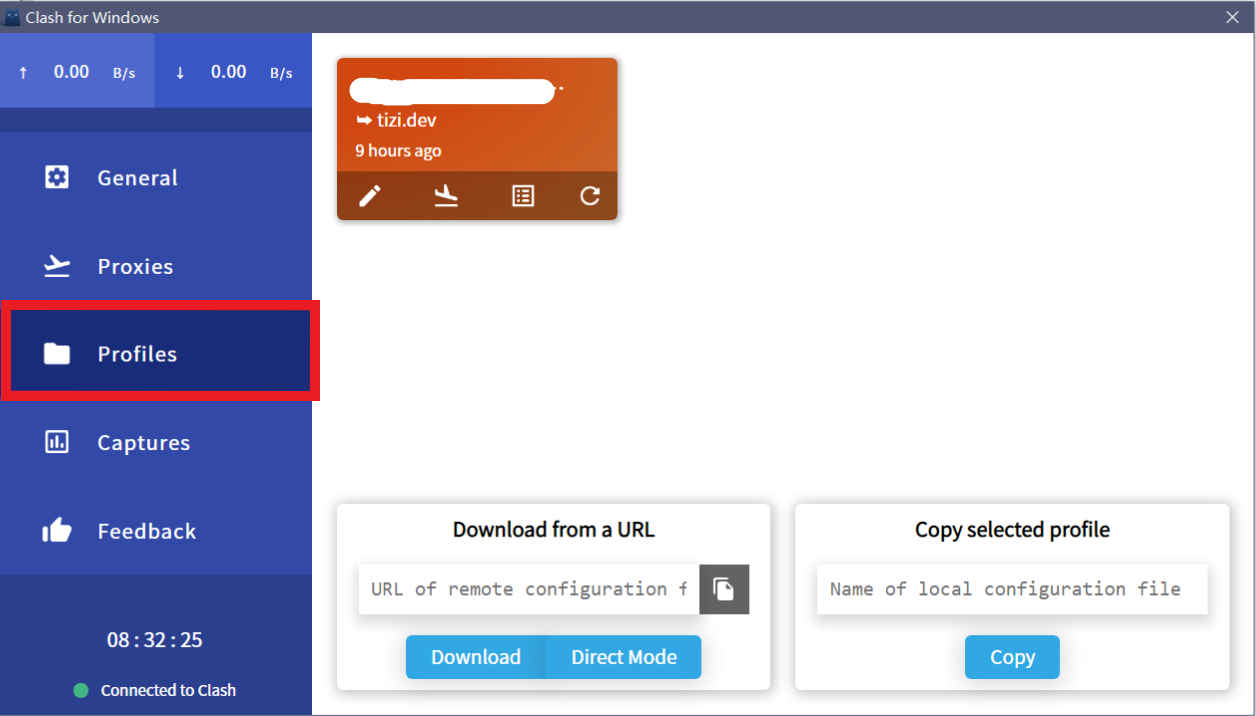 Clash for Windows
↑ 0.00 B/s ↓ 0.00 B/s
General
Proxies
Profiles
Captures
Feedback
08:32:25
Connected to Clash
tizi.dev
9 hours ago
Download from a URL
URL of remote configuration f
Download Direct Mode
Copy selected profile
Name of local configuration file
Copy